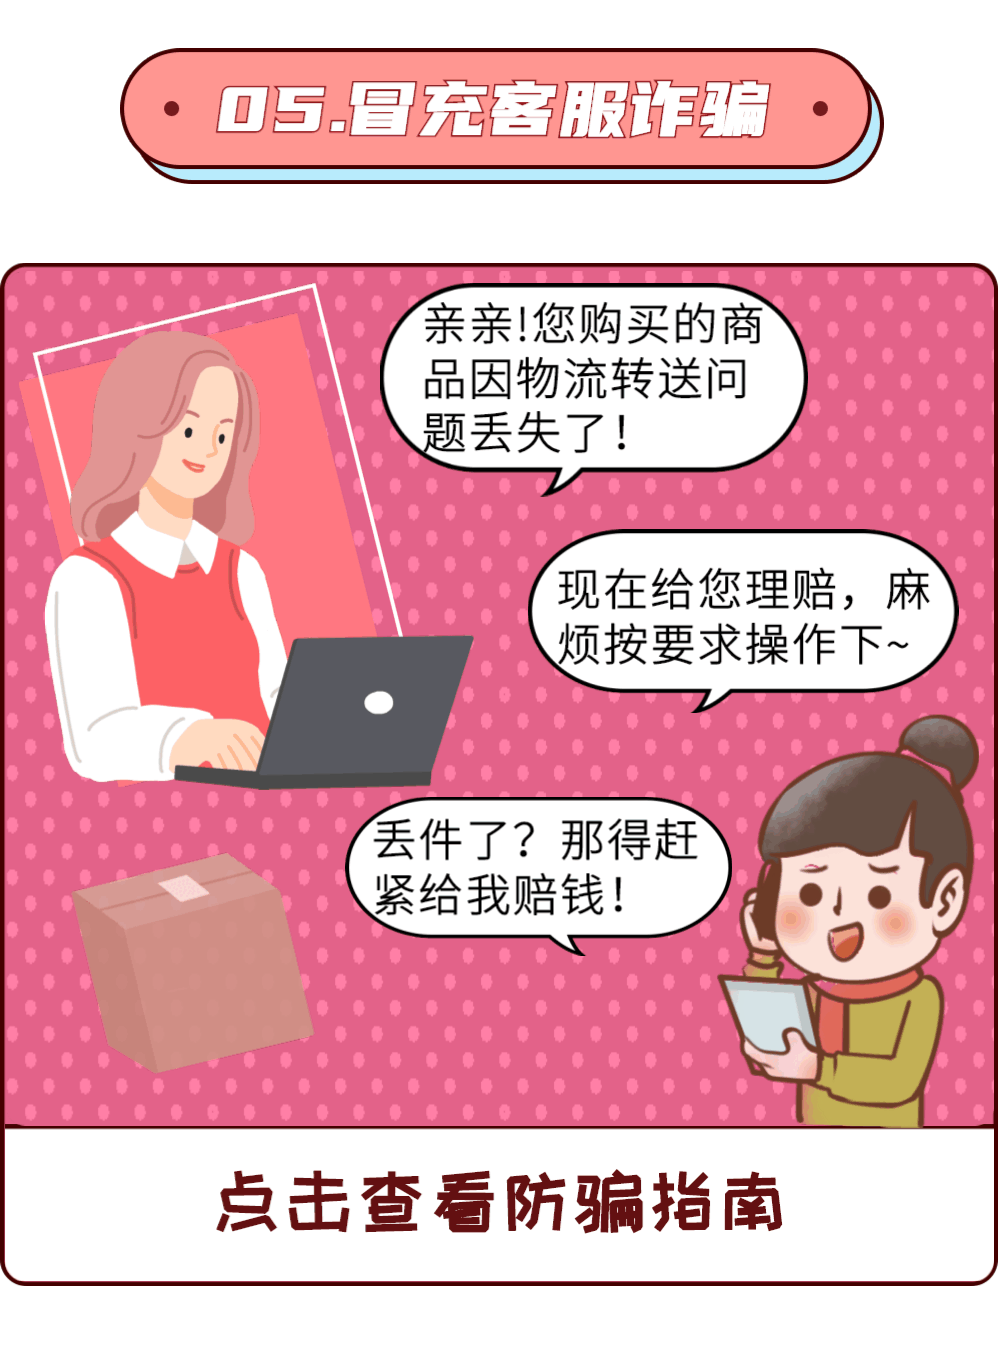 05.冒充客服诈骗
亲亲!您购买的商
品因物流转送问
题丢失了！
现在给您理赔，麻
烦按要求操作下~
丢件了？那得赶
紧给我赔钱！
点击查看防骗指南